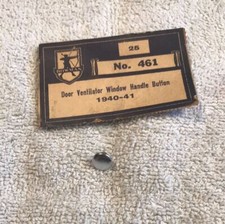 26
No. 461
Door Ventilator Window Handle Button
1940-41